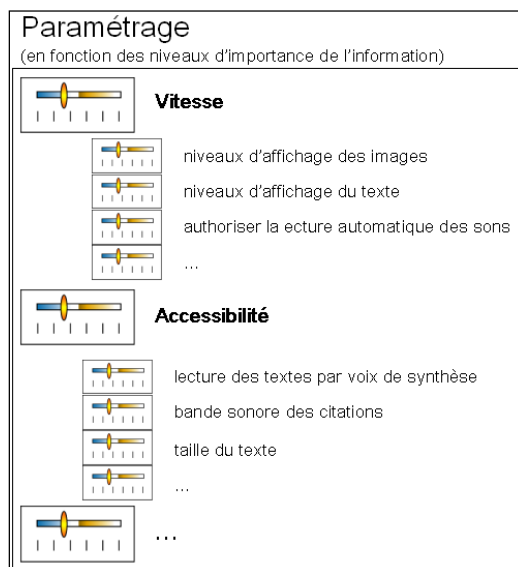 Paramétrage
(en fonction des niveaux d'importance de l'information)
Vitesse
niveaux d'affichage des images
niveaux d'affichage du texte
authoriser la ecture automatique des sons
...
Accessibilité
lecture des textes par voix de synthèse
bande sonore des citations
taille du texte
...
...